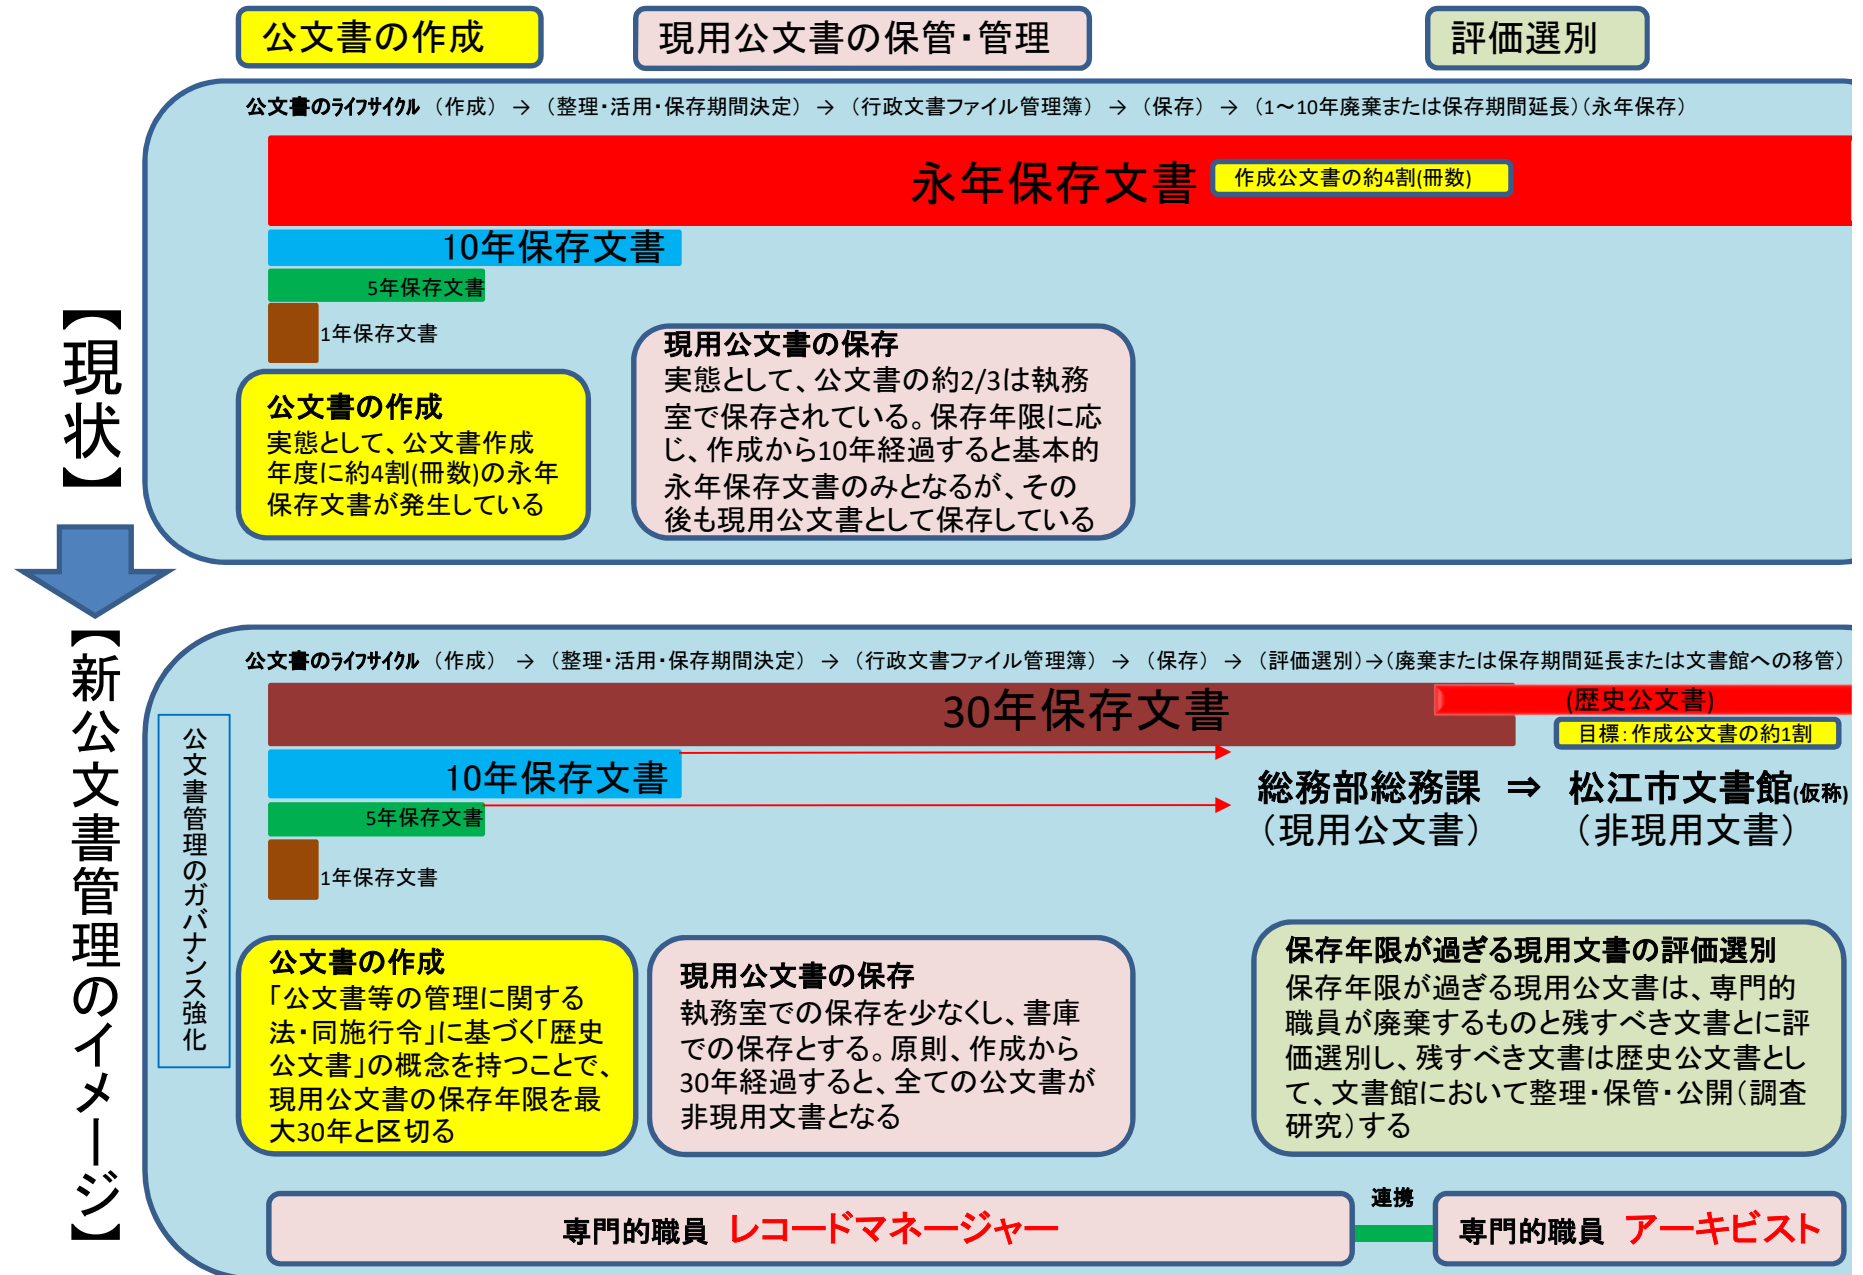 公文書の作成
現用公文書の保管・管理
評価選別
【現状】
公文書のﾗｲﾌｻｲｸﾙ （作成） → （整理・活用・保存期間決定） → （行政文書ファイル管理簿） → （保存） → （1～10年廃棄または保存期間延長）（永年保存）
永年保存文書
作成公文書の約4割(冊数)
10年保存文書
5年保存文書
1年保存文書
公文書の作成
実態として、公文書作成
年度に約4割(冊数)の永年
保存文書が発生している
現用公文書の保存
実態として、公文書の約2/3は執務
室で保存されている。保存年限に応
じ、作成から10年経過すると基本的
永年保存文書のみとなるが、その
後も現用公文書として保存している
【新公文書管理のイメージ】
公文書のﾗｲﾌｻｲｸﾙ （作成） → （整理・活用・保存期間決定） → （行政文書ファイル管理簿） → （保存） → （評価選別）→（廃棄または保存期間延長または文書館への移管）
公文書管理のガバナンス強化
30年保存文書
(歴史公文書)
目標：作成公文書の約1割
10年保存文書
5年保存文書
1年保存文書
総務部総務課 ⇒ 松江市文書館(仮称)
（現用公文書） （非現用文書）
公文書の作成
「公文書等の管理に関する
法・同施行令」に基づく「歴史
公文書」の概念を持つことで、
現用公文書の保存年限を最
大30年と区切る
現用公文書の保存
執務室での保存を少なくし、書庫
での保存とする。原則、作成から
30年経過すると、全ての公文書が
非現用文書となる
保存年限が過ぎる現用文書の評価選別
保存年限が過ぎる現用公文書は、専門的
職員が廃棄するものと残すべき文書とに評
価選別し、残すべき文書は歴史公文書とし
て、文書館において整理・保管・公開（調査
研究）する
専門的職員 レコードマネージャー
連携
専門的職員 アーキビスト